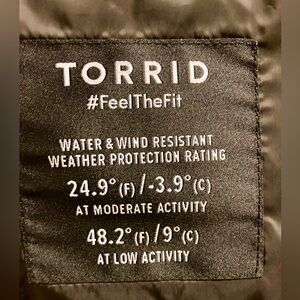 TORRID
#FeelTheFit
WATER & WIND RESISTANT
WEATHER PROTECTION RATING
24.9° (F) / -3.9° (C)
AT MODERATE ACTIVITY
48.2° (F) / 9° (C)
AT LOW ACTIVITY